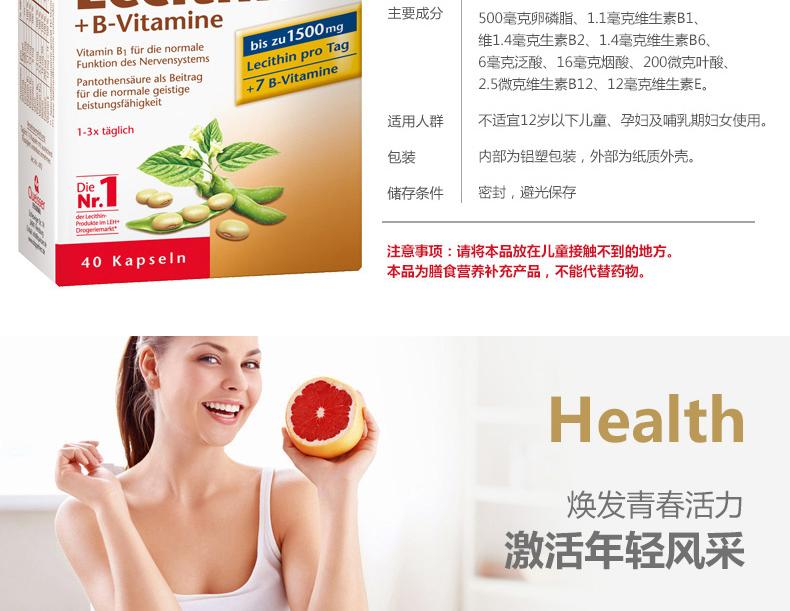 + B-Vitamine
Vitamin B1 für die normale
Funktion des Nervensystems
Pantothensäure als Beitrag
für die normale geistige
Leistungsfähigkeit
1-3x täglich
bis zu 1500mg
Lecithin pro Tag
+7 B-Vitamine
Die
Nr.1
der Lecithin-
Produkte im LEH+
Drogeriemarkt*
Queisser
40 Kapseln
主要成分
500毫克卵磷脂、1.1毫克维生素B1、
维1.4毫克生素B2、1.4毫克维生素B6、
6毫克泛酸、16毫克烟酸、200微克叶酸、
2.5微克维生素B12、12毫克维生素E。
适用人群
不适宜12岁以下儿童、孕妇及哺乳期妇女使用。
包装
内部为铝塑包装，外部为纸质外壳。
储存条件
密封，避光保存
注意事项：请将本品放在儿童接触不到的地方。
本品为膳食营养补充产品，不能代替药物。
Health
焕发青春活力
激活年轻风采